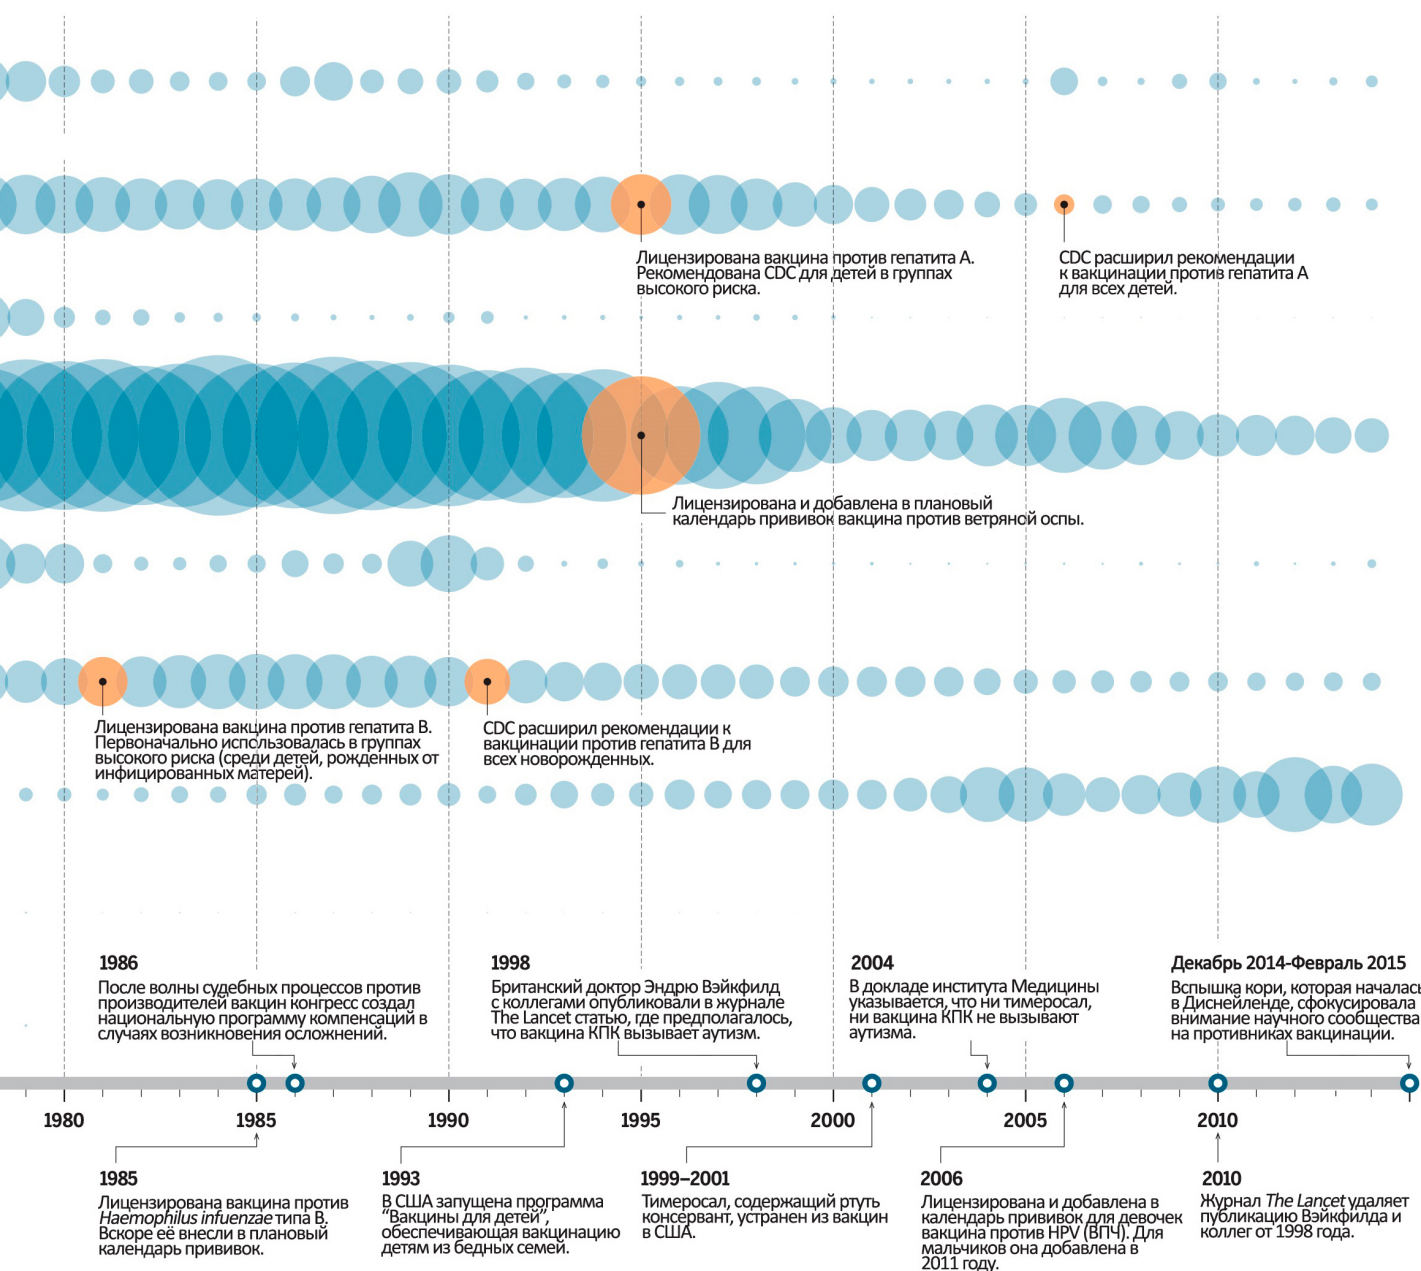 Лицензирована вакцина против гепатита А.
Рекомендована CDC для детей в группах
высокого риска.
CDC расширил рекомендации
к вакцинации против гепатита А
для всех детей.
Лицензирована и добавлена в плановый
календарь прививок вакцина против ветряной оспы.
Лицензирована вакцина против гепатита В.
Первоначально использовалась в группах
высокого риска (среди детей, рожденных от
инфицированных матерей).
CDC расширил рекомендации к
вакцинации против гепатита В для
всех новорожденных.
1986
После волны судебных процессов против
производителей вакцин конгресс создал
национальную программу компенсаций в
случаях возникновения осложнений.
1998
Британский доктор Эндрю Вэйкфилд
с коллегами опубликовали в журнале
The Lancet статью, где предполагалось,
что вакцина КПК вызывает аутизм.
2004
В докладе института Медицины
указывается, что ни тимеросал,
ни вакцина КПК не вызывают
аутизма.
Декабрь 2014-Февраль 2015
Вспышка кори, которая началась
в Диснейленде, сфокусировала
внимание научного сообщества
на противниках вакцинации.
1980
1985
1990
1995
2000
2005
2010
1985
Лицензирована вакцина против
Haemophilus infuenzae типа B.
Вскоре её внесли в плановый
календарь прививок.
1993
В США запущена программа
“Вакцины для детей”,
обеспечивающая вакцинацию
детям из бедных семей.
1999–2001
Тимеросал, содержащий ртуть
консервант, устранен из вакцин
в США.
2006
Лицензирована и добавлена в
календарь прививок для девочек
вакцина против HPV (ВПЧ). Для
мальчиков она добавлена в
2011 году.
2010
Журнал The Lancet удаляет
публикацию Вэйкфилда и
коллег от 1998 года.